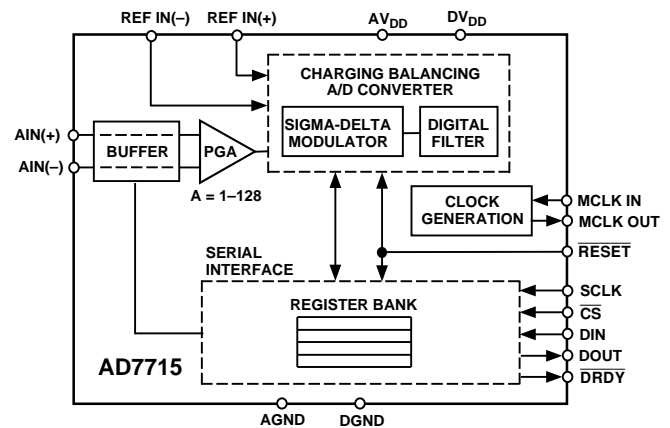 REF IN(–) REF IN(+) AVDD DVDD
CHARGING BALANCING
A/D CONVERTER
SIGMA-DELTA
MODULATOR
DIGITAL
FILTER
AIN(+)
AIN(–)
BUFFER
PGA
A = 1–128
CLOCK
GENERATION
MCLK IN
MCLK OUT
RESET
SERIAL
INTERFACE
REGISTER BANK
SCLK
CS
DIN
DOUT
DRDY
AD7715
AGND DGND